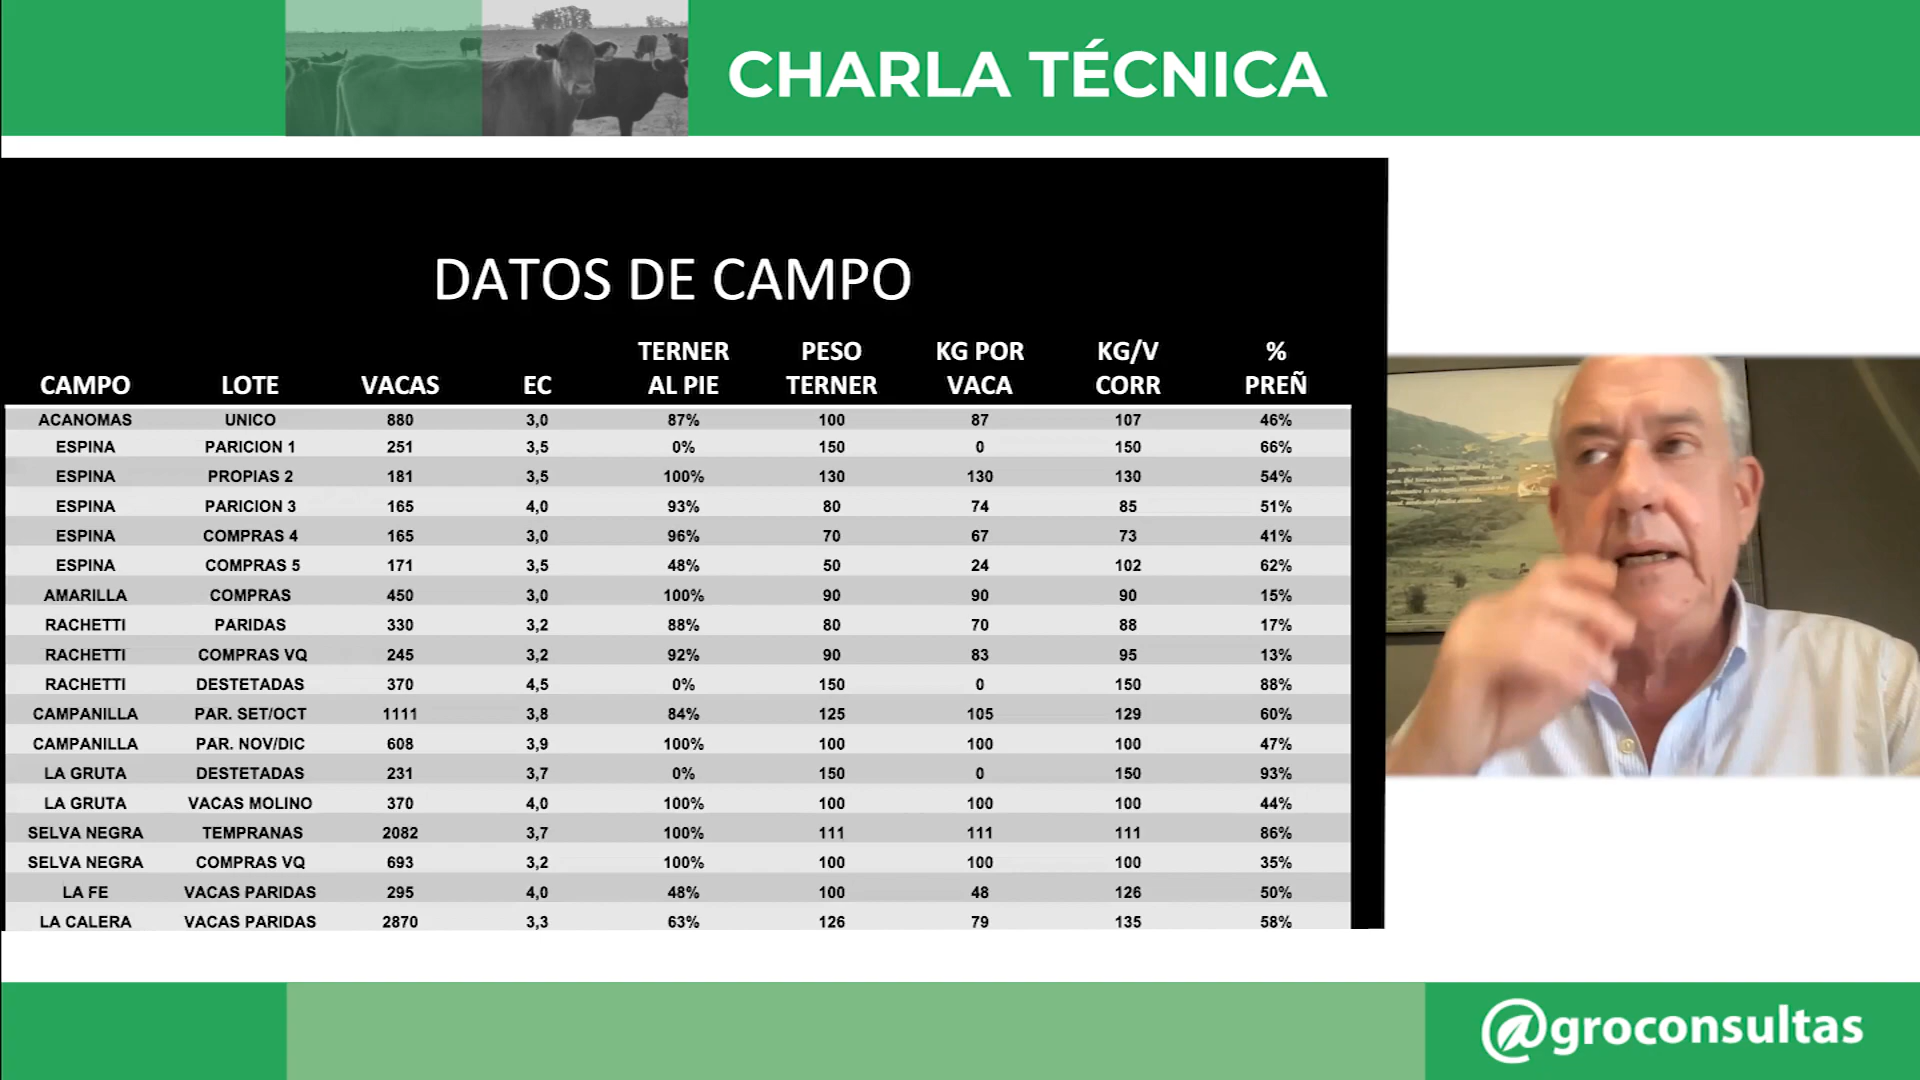 CHARLA TÉCNICA
DATOS DE CAMPO
CAMPO LOTE VACAS EC TERNER AL PIE PESO TERNER KG POR VACA KG/V CORR % PREÑ
ACANOMAS UNICO 880 3,0 87% 100 87 107 46%
ESPINA PARICION 1 251 3,5 0% 150 0 150 66%
ESPINA PROPIAS 2 181 3,5 100% 130 130 130 54%
ESPINA PARICION 3 165 4,0 93% 80 74 85 51%
ESPINA COMPRAS 4 165 3,0 96% 70 67 73 41%
ESPINA COMPRAS 5 171 3,5 48% 50 24 102 62%
AMARILLA COMPRAS 450 3,0 100% 90 90 90 15%
RACHETTI PARIDAS 330 3,2 88% 80 70 88 17%
RACHETTI COMPRAS VQ 245 3,2 92% 90 83 95 13%
RACHETTI DESTETADAS 370 4,5 0% 150 0 150 88%
CAMPANILLA PAR. SET/OCT 1111 3,8 84% 125 105 129 60%
CAMPANILLA PAR. NOV/DIC 608 3,9 100% 100 100 100 47%
LA GRUTA DESTETADAS 231 3,7 0% 150 0 150 93%
LA GRUTA VACAS MOLINO 370 4,0 100% 100 100 100 44%
SELVA NEGRA TEMPRANAS 2082 3,7 100% 111 111 111 86%
SELVA NEGRA COMPRAS VQ 693 3,2 100% 100 100 100 35%
LA FE VACAS PARIDAS 295 4,0 48% 100 48 126 50%
LA CALERA VACAS PARIDAS 2870 3,3 63% 126 79 135 58%
@groconsultas